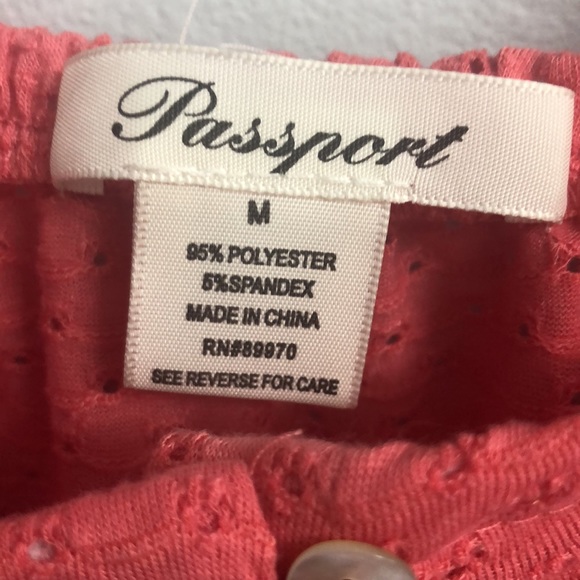 Passport
M
95% POLYESTER
5%SPANDEX
MADE IN CHINA
RN#89970
SEE REVERSE FOR CARE